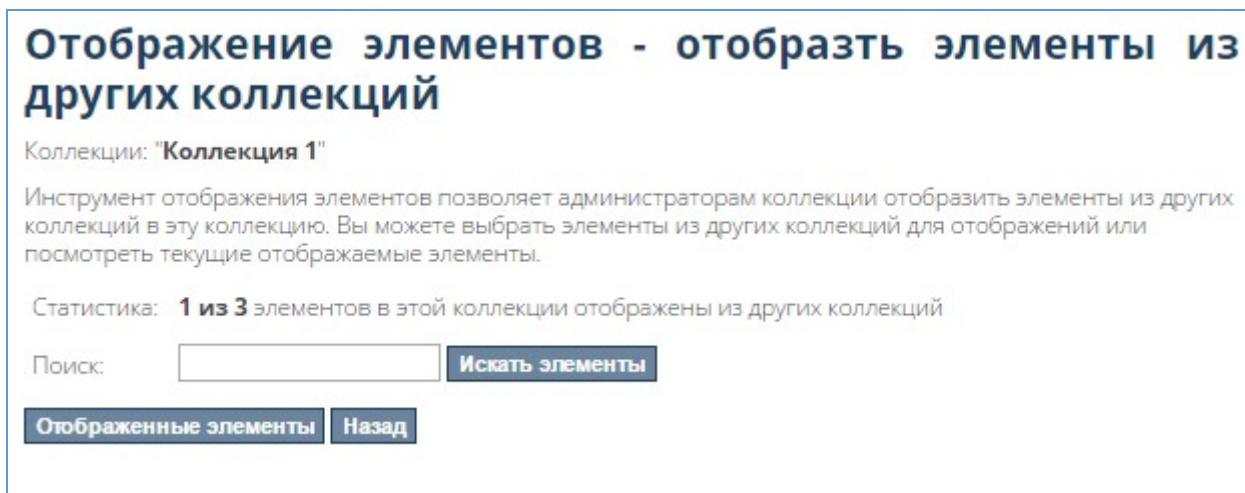 Отображение элементов - отобразть элементы из
других коллекций
Коллекции: "Коллекция 1"
Инструмент отображения элементов позволяет администраторам коллекции отобразить элементы из других
коллекций в эту коллекцию. Вы можете выбрать элементы из других коллекций для отображений или
посмотреть текущие отображаемые элементы.
Статистика: 1 из 3 элементов в этой коллекции отображены из других коллекций
Поиск: Искать элементы
Отображенные элементы Назад